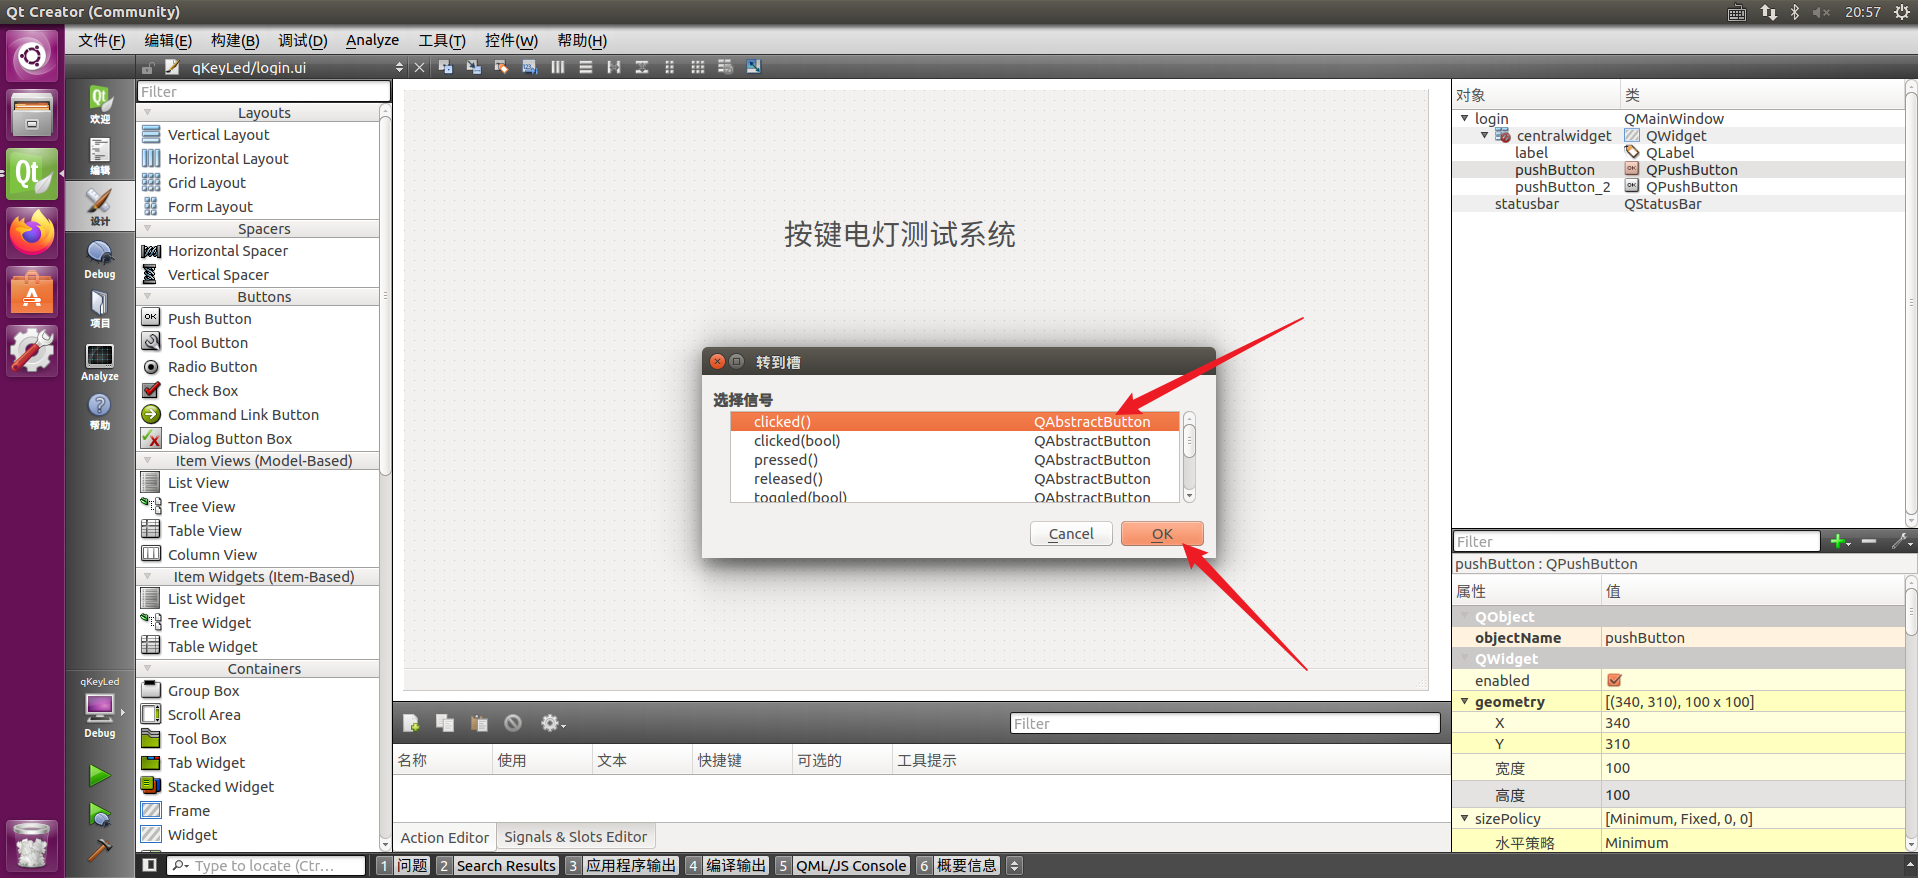 Qt Creator (Community)
20:57
文件(F) 编辑(E) 构建(B) 调试(D) Analyze 工具(T) 控件(W) 帮助(H)
qKeyLed/login.ui
欢迎
编辑
设计
Debug
项目
Analyze
帮助
qKeyLed
Debug
Filter
Layouts
Vertical Layout
Horizontal Layout
Grid Layout
Form Layout
Spacers
Horizontal Spacer
Vertical Spacer
Buttons
Push Button
Tool Button
Radio Button
Check Box
Command Link Button
Dialog Button Box
Item Views (Model-Based)
List View
Tree View
Table View
Column View
Item Widgets (Item-Based)
List Widget
Tree Widget
Table Widget
Containers
Group Box
Scroll Area
Tool Box
Tab Widget
Stacked Widget
Frame
Widget
按键电灯测试系统
转到槽
选择信号
clicked() QAbstractButton
clicked(bool) QAbstractButton
pressed() QAbstractButton
released() QAbstractButton
toggled(bool) QAbstractButton
Cancel OK
Filter
名称 使用 文本 快捷键 可选的 工具提示
Action Editor Signals & Slots Editor
对象 类
login QMainWindow
centralwidget QWidget
label QLabel
pushButton QPushButton
pushButton_2 QPushButton
statusbar QStatusBar
Filter
pushButton : QPushButton
属性 值
QObject
objectName pushButton
QWidget
enabled
geometry [(340, 310), 100 x 100]
X 340
Y 310
宽度 100
高度 100
sizePolicy [Minimum, Fixed, 0, 0]
水平策略 Minimum
Type to locate (Ctr... 1 问题 2 Search Results 3 应用程序输出 4 编译输出 5 QML/JS Console 6 概要信息